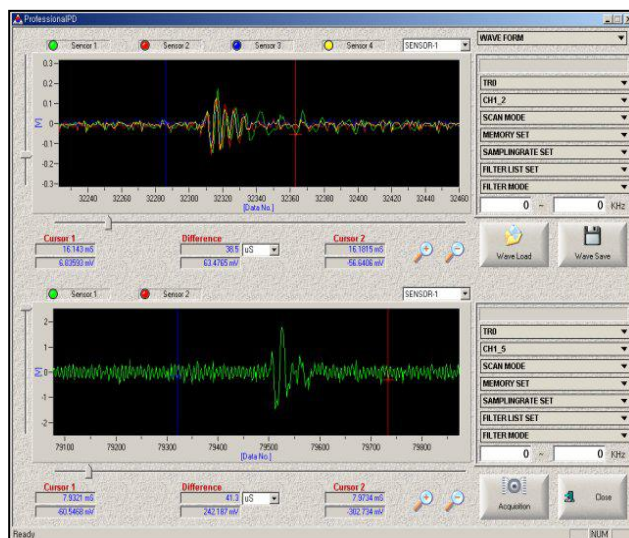 ProfessionalPD
Sensor 1 Sensor 2 Sensor 3 Sensor 4 SENSOR-1 WAVE FORM
0.3
0.2
0.1
0
-0.1
-0.2
-0.3
[V]
32240 32260 32280 32300 32320 32340 32360 32380 32400 32420 32440 32460
[Data No.]
TR0
CH1_2
SCAN MODE
MEMORY SET
SAMPLINGRATE SET
FILTER LIST SET
FILTER MODE
0 ~ 0 KHz
Cursor 1 Difference Cursor 2
16.143 mS 38.5 uS 16.1815 mS
6.83593 mV 63.4765 mV -56.6406 mV
Wave Load Wave Save
Sensor 1 Sensor 2 SENSOR-1
2
1
0
-1
-2
[V]
79100 79200 79300 79400 79500 79600 79700 79800
[Data No.]
TR0
CH1_5
SCAN MODE
MEMORY SET
SAMPLINGRATE SET
FILTER LIST SET
FILTER MODE
0 ~ 0 KHz
Cursor 1 Difference Cursor 2
7.9321 mS 41.3 uS 7.9734 mS
-60.5468 mV 242.187 mV -302.734 mV
Acquisition Close
Ready NUM